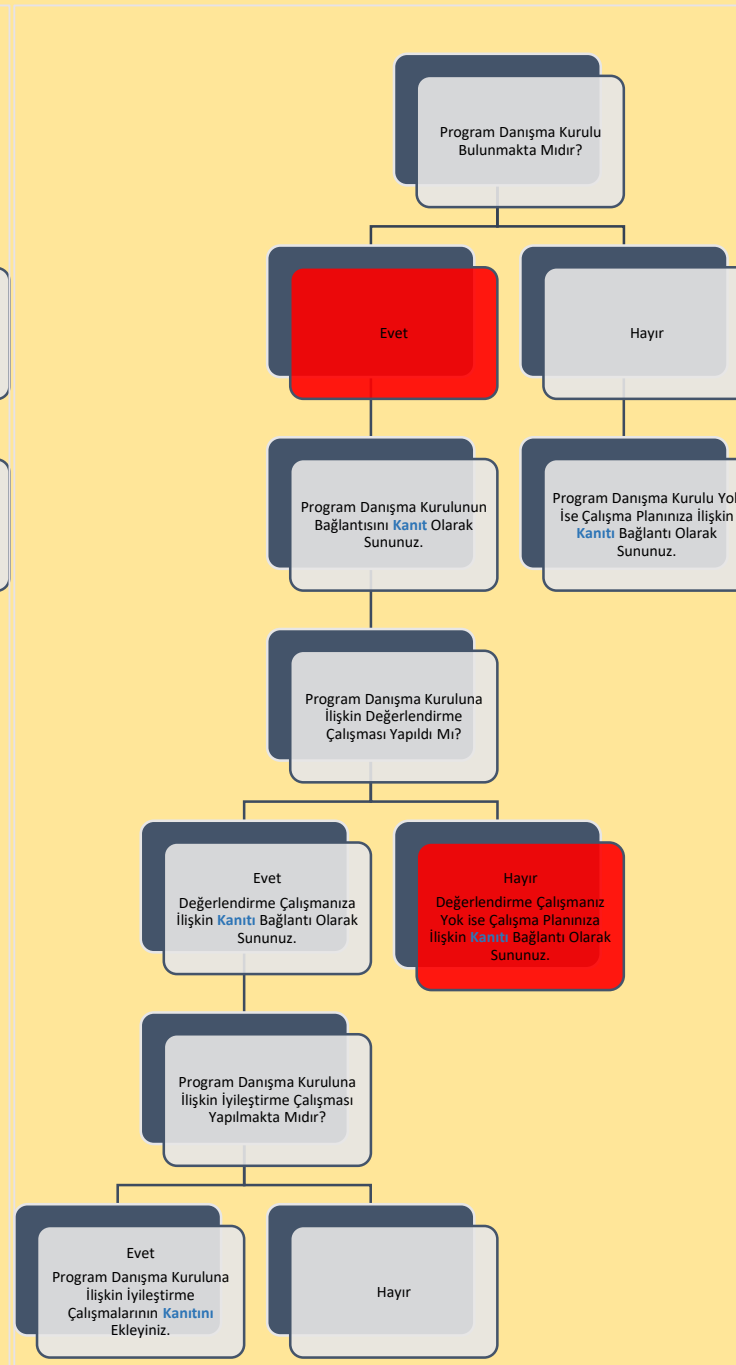 Program Danışma Kurulu
Bulunmakta Mıdır?
Evet
Hayır
Program Danışma Kurulunun
Bağlantısını Kanıt Olarak
Sununuz.
Program Danışma Kurulu Yok
İse Çalışma Planınıza İlişkin
Kanıtı Bağlantı Olarak
Sununuz.
Program Danışma Kuruluna
İlişkin Değerlendirme
Çalışması Yapıldı Mı?
Evet
Değerlendirme Çalışmanıza
İlişkin Kanıtı Bağlantı Olarak
Sununuz.
Hayır
Değerlendirme Çalışmanız
Yok ise Çalışma Planınıza
İlişkin Kanıtı Bağlantı Olarak
Sununuz.
Program Danışma Kuruluna
İlişkin İyileştirme Çalışması
Yapılmakta Mıdır?
Evet
Program Danışma Kuruluna
İlişkin İyileştirme
Çalışmalarının Kanıtını
Ekleyiniz.
Hayır